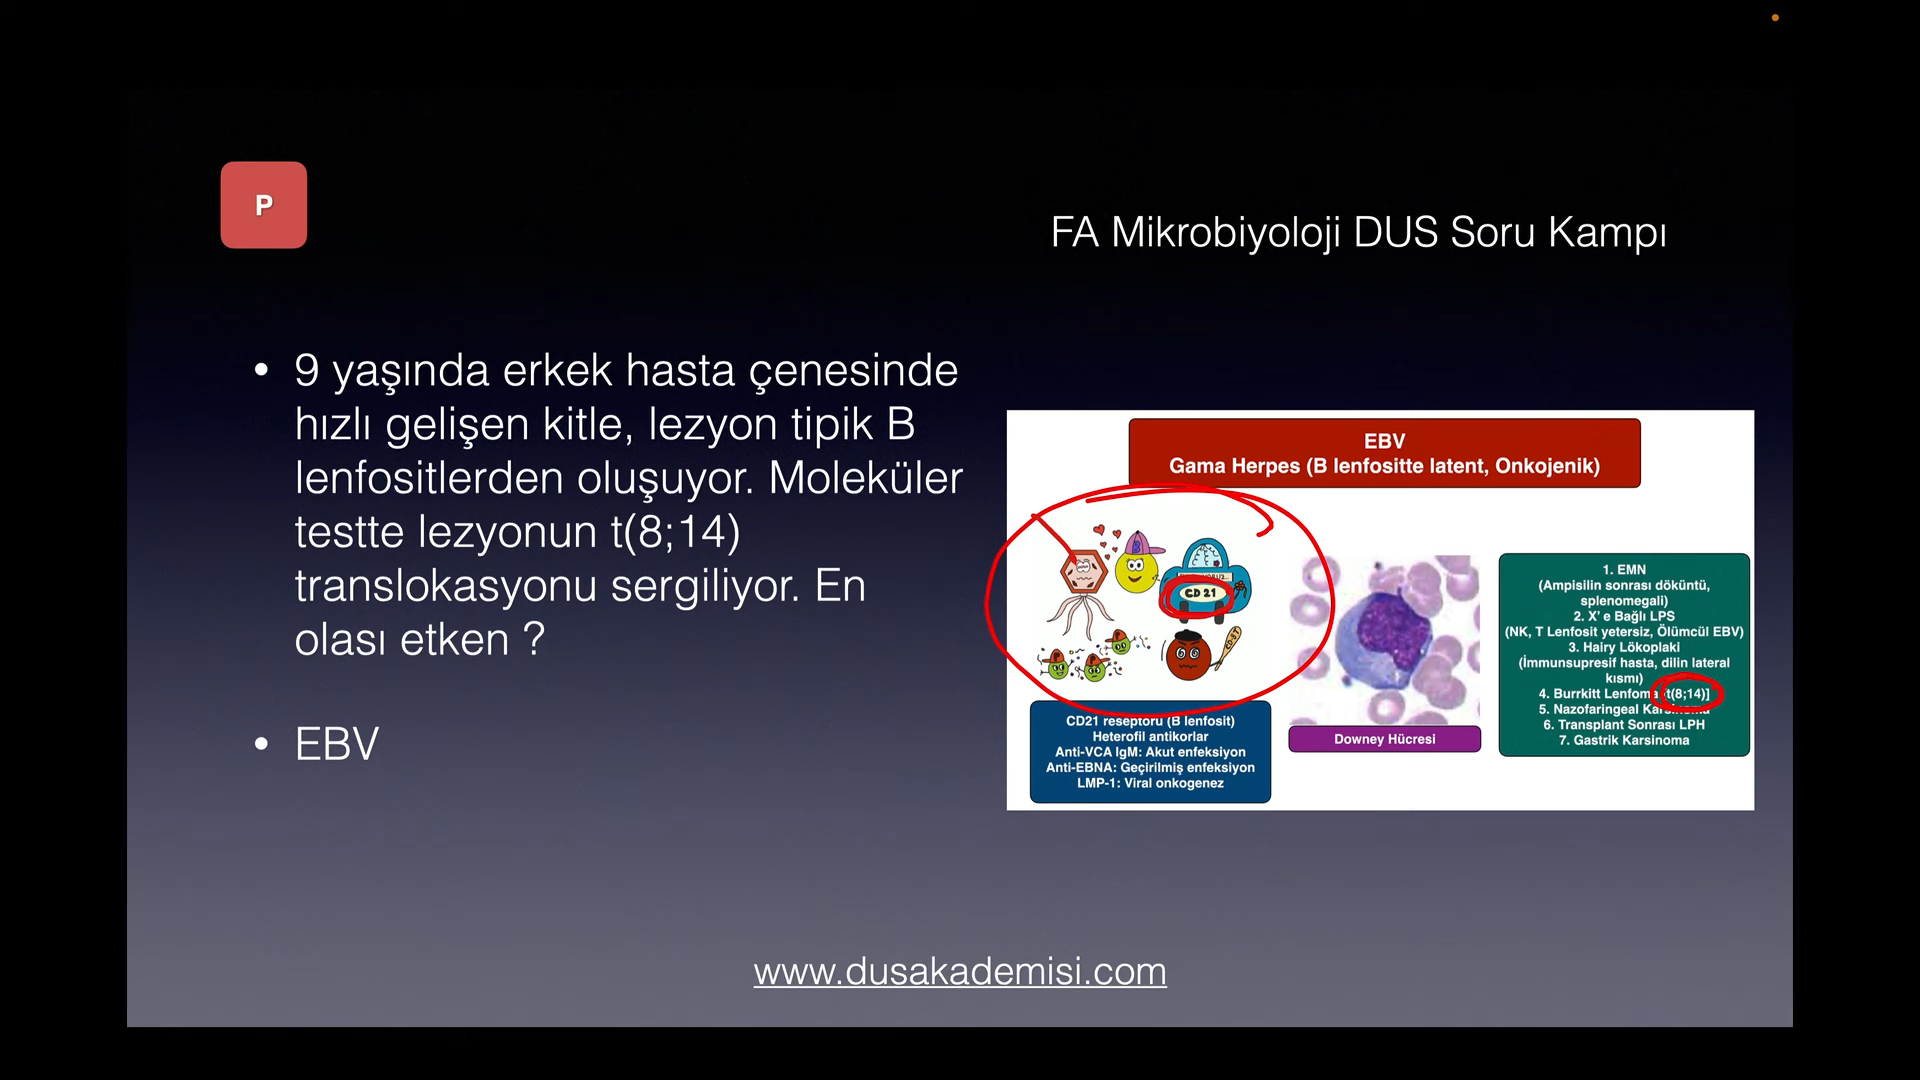 P
FA Mikrobiyoloji DUS Soru Kampı
• 9 yaşında erkek hasta çenesinde
hızlı gelişen kitle, lezyon tipik B
lenfositlerden oluşuyor. Moleküler
testte lezyonun t(8;14)
translokasyonu sergiliyor. En
olası etken ?
• EBV
EBV
Gama Herpes (B lenfositte latent, Onkojenik)
B
CD 21
CD8T
CD21 reseptörü (B lenfosit)
Heterofil antikorlar
Anti-VCA IgM: Akut enfeksiyon
Anti-EBNA: Geçirilmiş enfeksiyon
LMP-1: Viral onkogenez
Downey Hücresi
1. EMN
(Ampisilin sonrası döküntü,
splenomegali)
2. X' e Bağlı LPS
(NK, T Lenfosit yetersiz, Ölümcül EBV)
3. Hairy Lökoplaki
(İmmunsupresif hasta, dilin lateral
kısmı)
4. Burrkitt Lenfoma t(8;14)]
5. Nazofaringeal Karsinoma
6. Transplant Sonrası LPH
7. Gastrik Karsinoma
www.dusakademisi.com